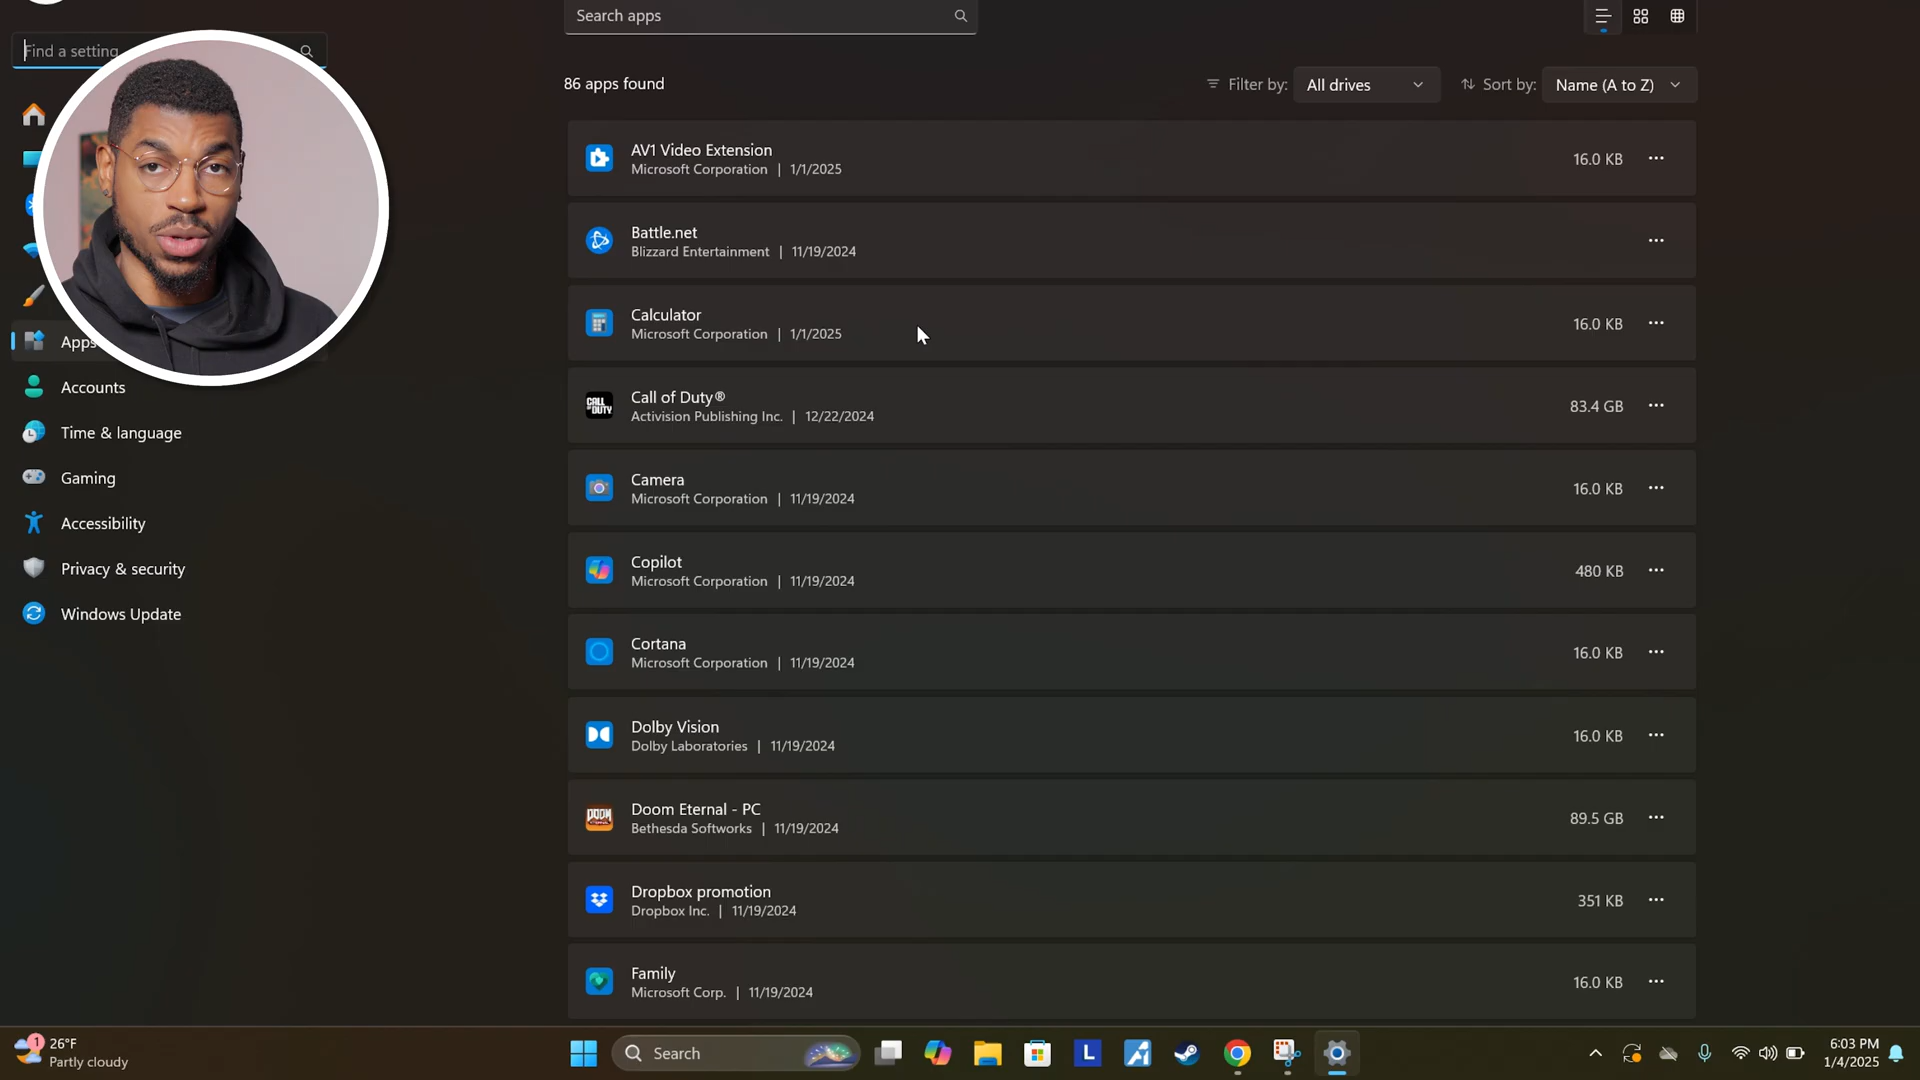 Search apps
Find a setting
86 apps found
Filter by:
All drives
Sort by:
Name (A to Z)
AV1 Video Extension
Microsoft Corporation | 1/1/2025
16.0 KB
Battle.net
Blizzard Entertainment | 11/19/2024
Calculator
Microsoft Corporation | 1/1/2025
16.0 KB
Call of Duty®
Activision Publishing Inc. | 12/22/2024
83.4 GB
CALL OF DUTY
Camera
Microsoft Corporation | 11/19/2024
16.0 KB
Copilot
Microsoft Corporation | 11/19/2024
480 KB
Cortana
Microsoft Corporation | 11/19/2024
16.0 KB
Dolby Vision
Dolby Laboratories | 11/19/2024
16.0 KB
Doom Eternal - PC
Bethesda Softworks | 11/19/2024
89.5 GB
DOOM
Dropbox promotion
Dropbox Inc. | 11/19/2024
351 KB
Family
Microsoft Corp. | 11/19/2024
16.0 KB
Apps
Accounts
Time & language
Gaming
Accessibility
Privacy & security
Windows Update
1
26°F
Partly cloudy
Search
L
6:03 PM
1/4/2025